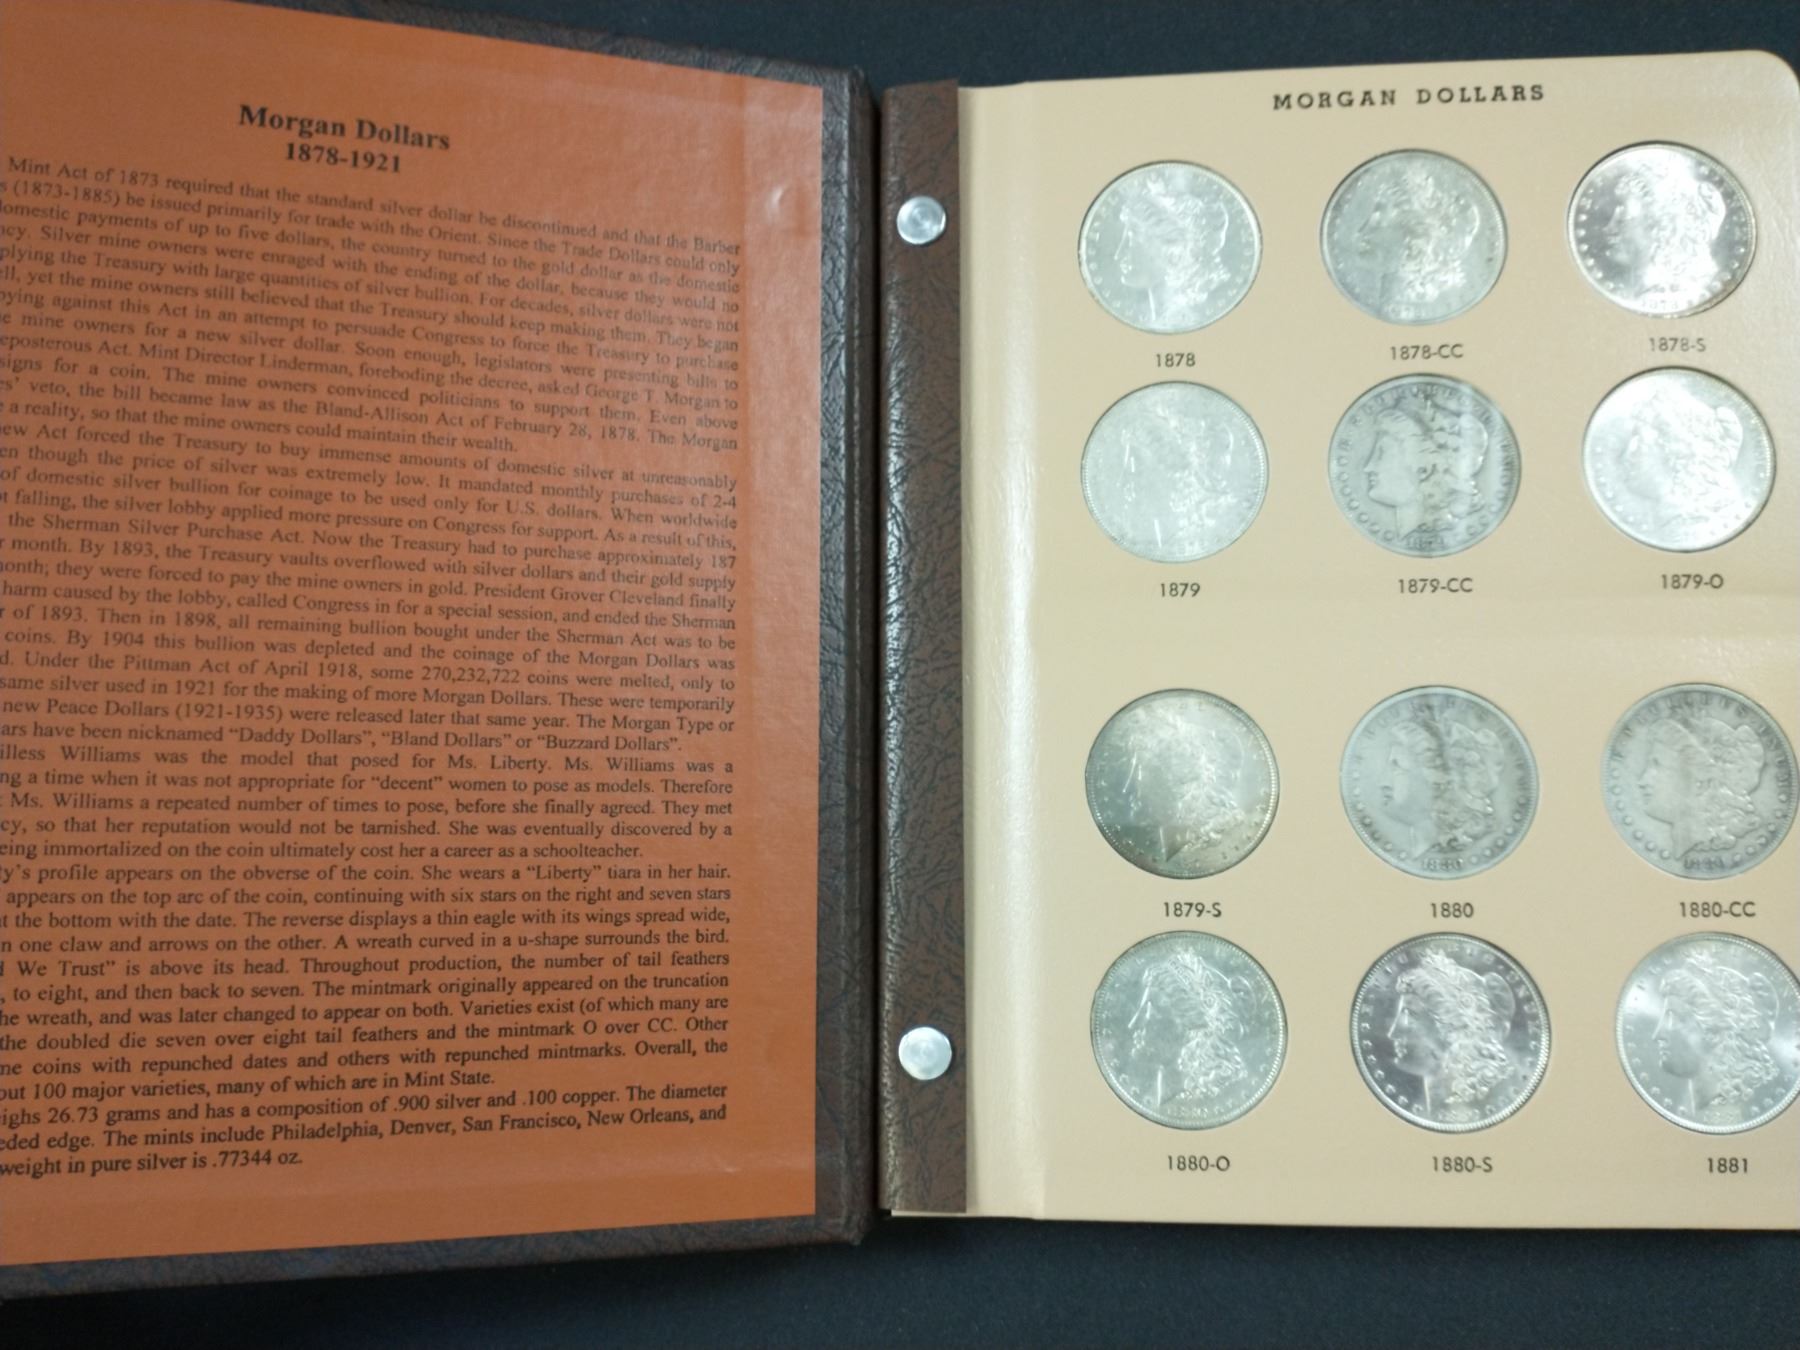 Morgan Dollars
1878-1921
Mint Act of 1873 required that the standard silver dollar be discontinued and that the Barber
(1873-1885) be issued primarily for trade with the Orient. Since the Trade Dollars could only
domestic payments of up to five dollars, the country turned to the gold dollar as the domestic
Silver mine owners were enraged with the ending of the dollar, because they would no
the Treasury with large quantities of silver bullion. For decades, silver dollars were not
yet the mine owners still believed that the Treasury should keep making them. They began
against this Act in an attempt to persuade Congress to force the Treasury to purchase
mine owners for a new silver dollar. Soon enough, legislators were presenting bills to
eposterous Act. Mint Director Linderman, foreboding the decree, asked George T. Morgan to
signs for a coin. The mine owners convinced politicians to support them. Even above
es’ veto, the bill became law as the Bland-Allison Act of February 28, 1878. The Morgan
a reality, so that the mine owners could maintain their wealth.
ew Act forced the Treasury to buy immense amounts of domestic silver at unreasonably
en though the price of silver was extremely low. It mandated monthly purchases of 2-4
of domestic silver bullion for coinage to be used only for U.S. dollars. When worldwide
falling, the silver lobby applied more pressure on Congress for support. As a result of this,
the Sherman Silver Purchase Act. Now the Treasury had to purchase approximately 187
month. By 1893, the Treasury vaults overflowed with silver dollars and their gold supply
onth; they were forced to pay the mine owners in gold. President Grover Cleveland finally
harm caused by the lobby, called Congress in for a special session, and ended the Sherman
of 1893. Then in 1898, all remaining bullion bought under the Sherman Act was to be
coins. By 1904 this bullion was depleted and the coinage of the Morgan Dollars was
d. Under the Pittman Act of April 1918, some 270,232,722 coins were melted, only to
same silver used in 1921 for the making of more Morgan Dollars. These were temporarily
new Peace Dollars (1921-1935) were released later that same year. The Morgan Type or
ars have been nicknamed “Daddy Dollars”, “Bland Dollars” or “Buzzard Dollars”.
illess Williams was the model that posed for Ms. Liberty. Ms. Williams was a
ng a time when it was not appropriate for “decent” women to pose as models. Therefore
Ms. Williams a repeated number of times to pose, before she finally agreed. They met
cy, so that her reputation would not be tarnished. She was eventually discovered by a
eing immortalized on the coin ultimately cost her a career as a schoolteacher.
ty’s profile appears on the obverse of the coin. She wears a “Liberty” tiara in her hair.
appears on the top arc of the coin, continuing with six stars on the right and seven stars
at the bottom with the date. The reverse displays a thin eagle with its wings spread wide,
n one claw and arrows on the other. A wreath curved in a u-shape surrounds the bird.
We Trust” is above its head. Throughout production, the number of tail feathers
, to eight, and then back to seven. The mintmark originally appeared on the truncation
he wreath, and was later changed to appear on both. Varieties exist (of which many are
the doubled die seven over eight tail feathers and the mintmark O over CC. Other
ne coins with repunched dates and others with repunched mintmarks. Overall, the
out 100 major varieties, many of which are in Mint State.
ighs 26.73 grams and has a composition of .900 silver and .100 copper. The diameter
eded edge. The mints include Philadelphia, Denver, San Francisco, New Orleans, and
weight in pure silver is .77344 oz.
MORGAN DOLLARS
1878 1878-CC 1878-S
1879 1879-CC 1879-O
1879-S 1880 1880-CC
1880-O 1880-S 1881